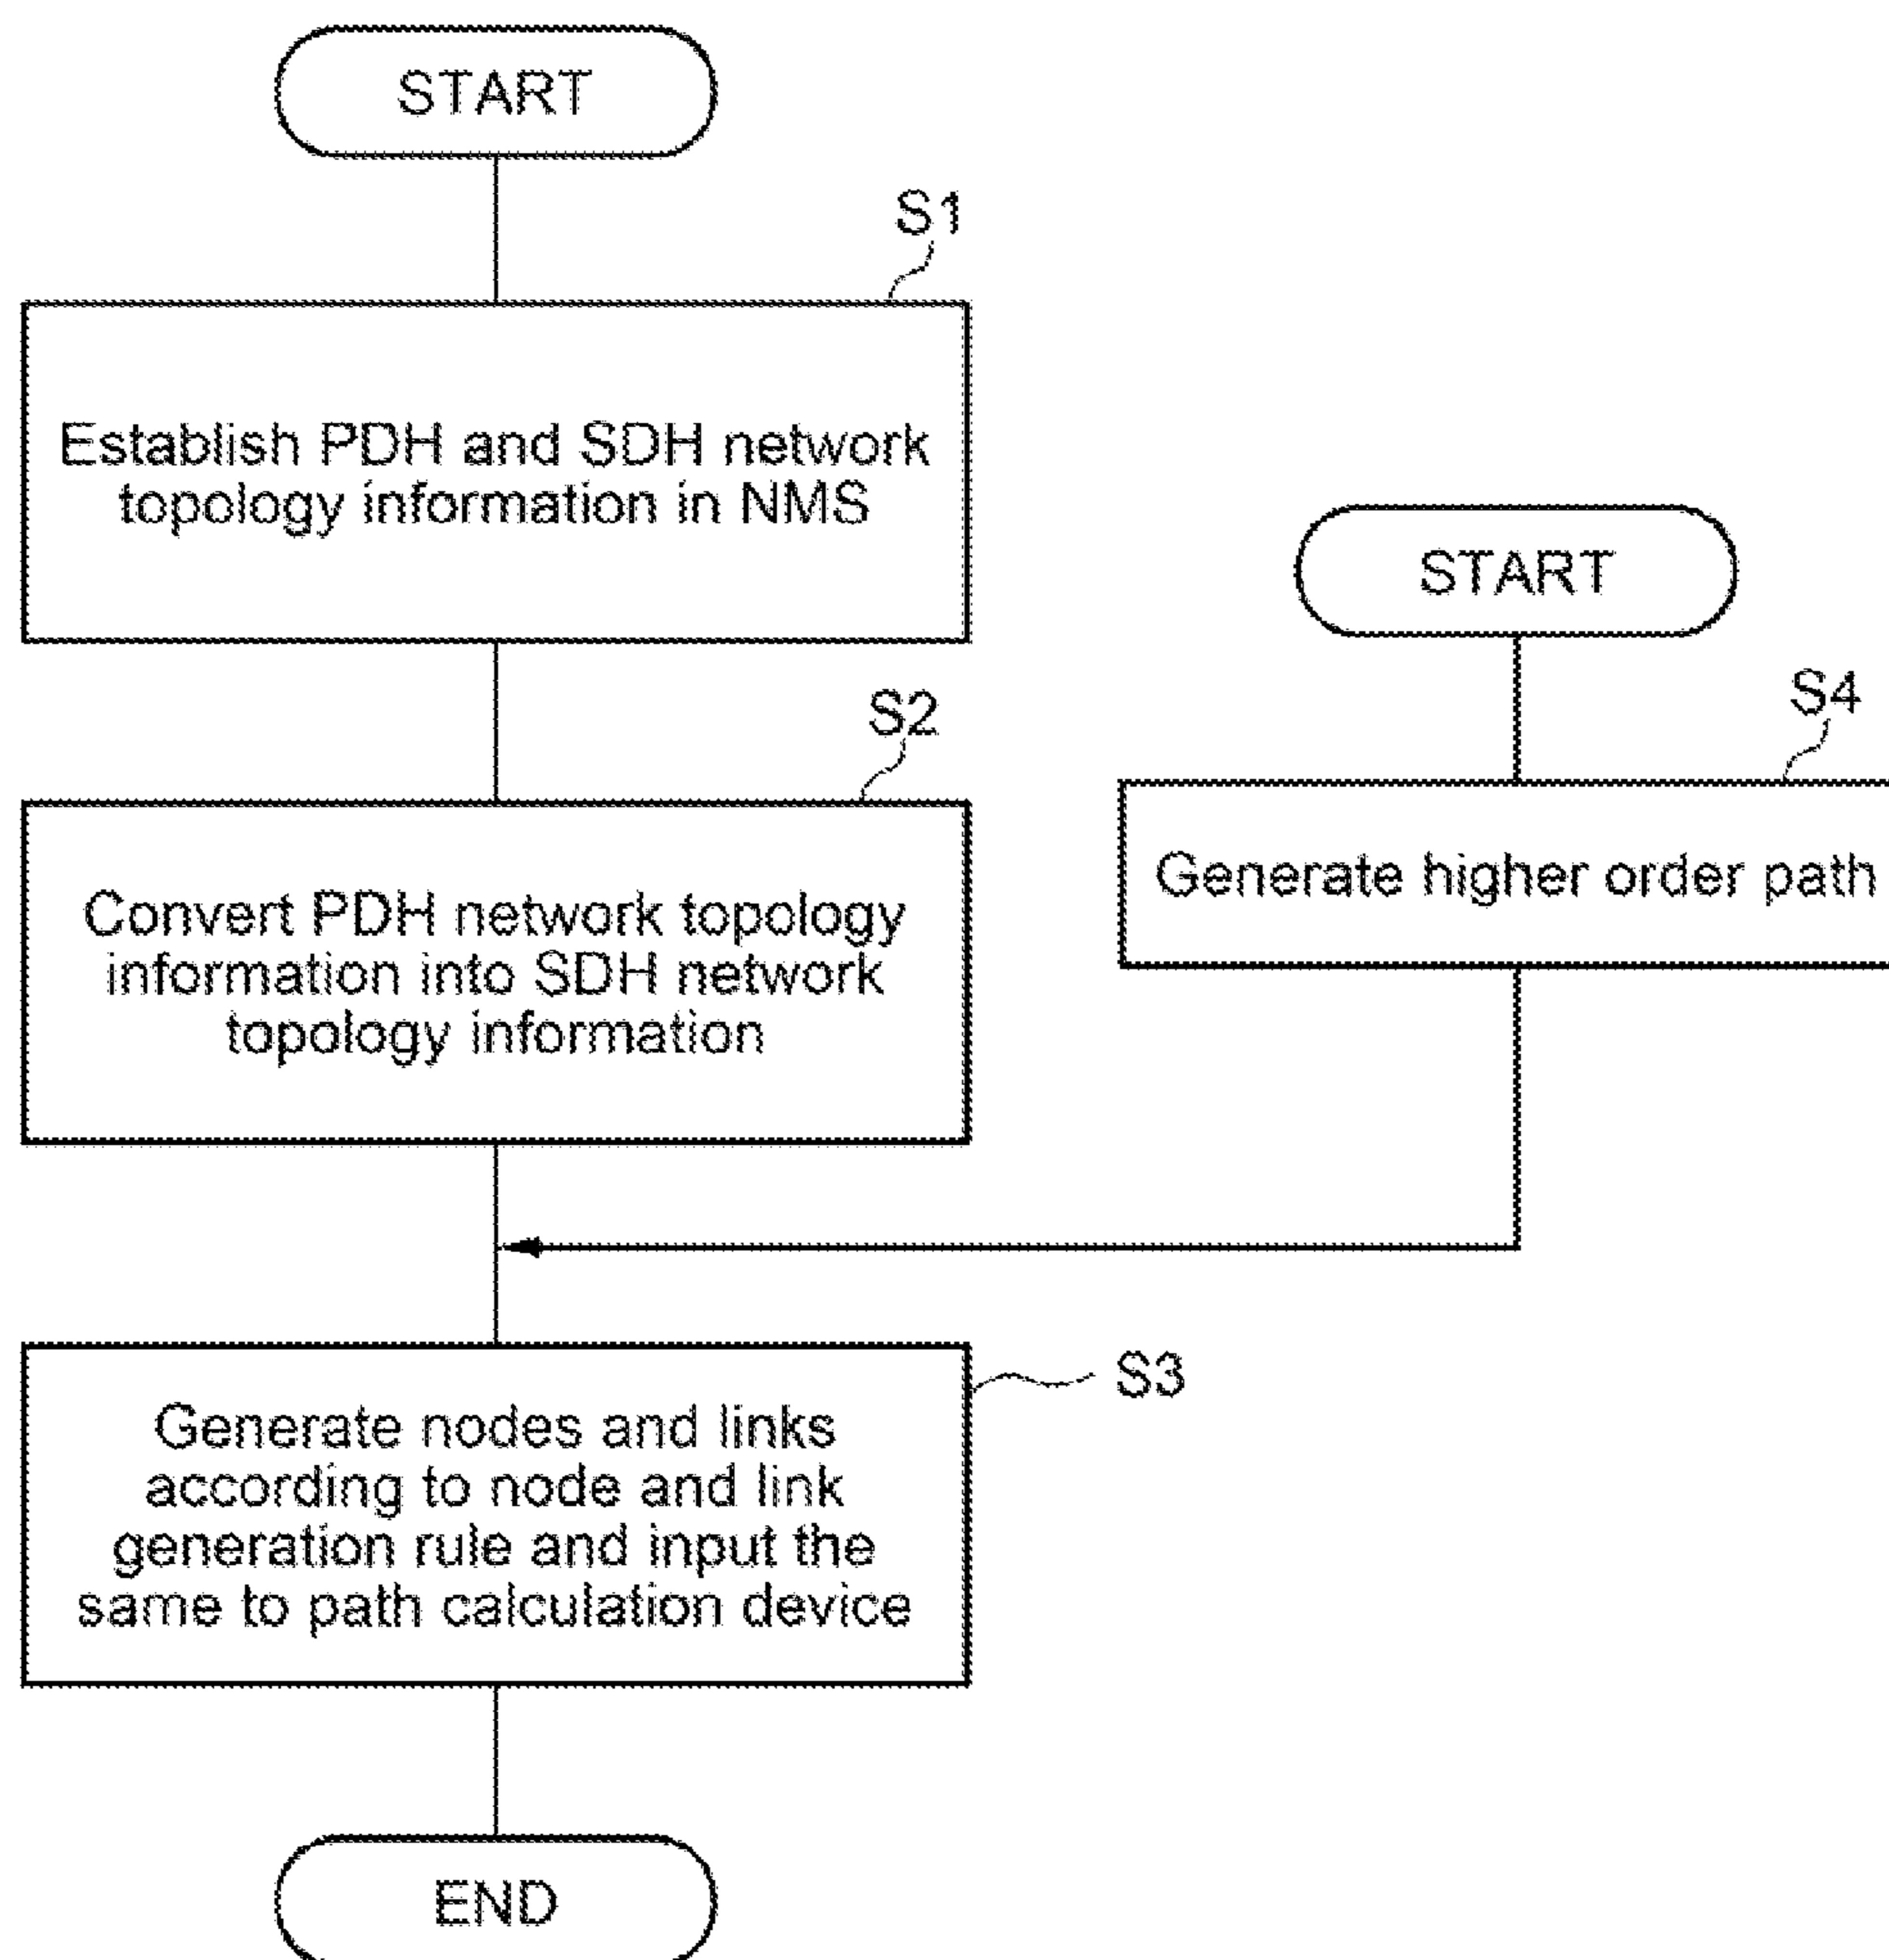 START
S1
Establish PDH and SDH network
topology information in NMS
START
S2
S4
Convert PDH network topology
information into SDH network
topology information
Generate higher order path
S3
Generate nodes and links
according to node and link
generation rule and input the
same to path calculation device
END